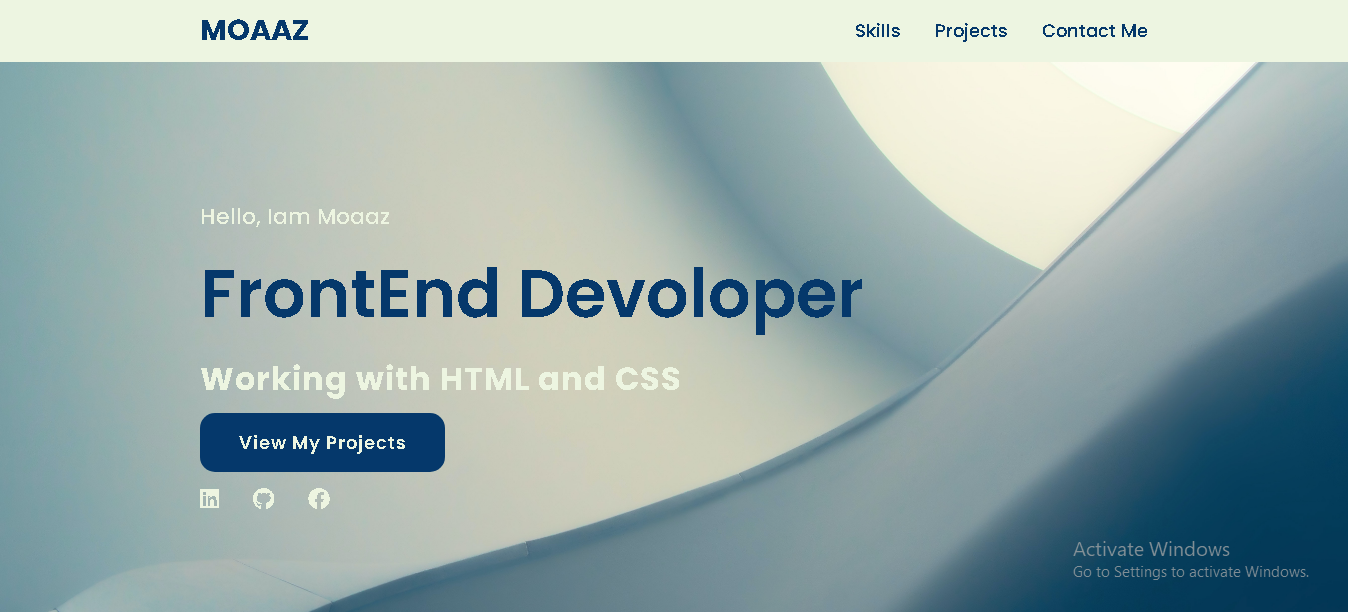 MOAAZ
Skills Projects Contact Me
Hello, Iam Moaaz
FrontEnd Devoloper
Working with HTML and CSS
View My Projects
in
Activate Windows
Go to Settings to activate Windows.